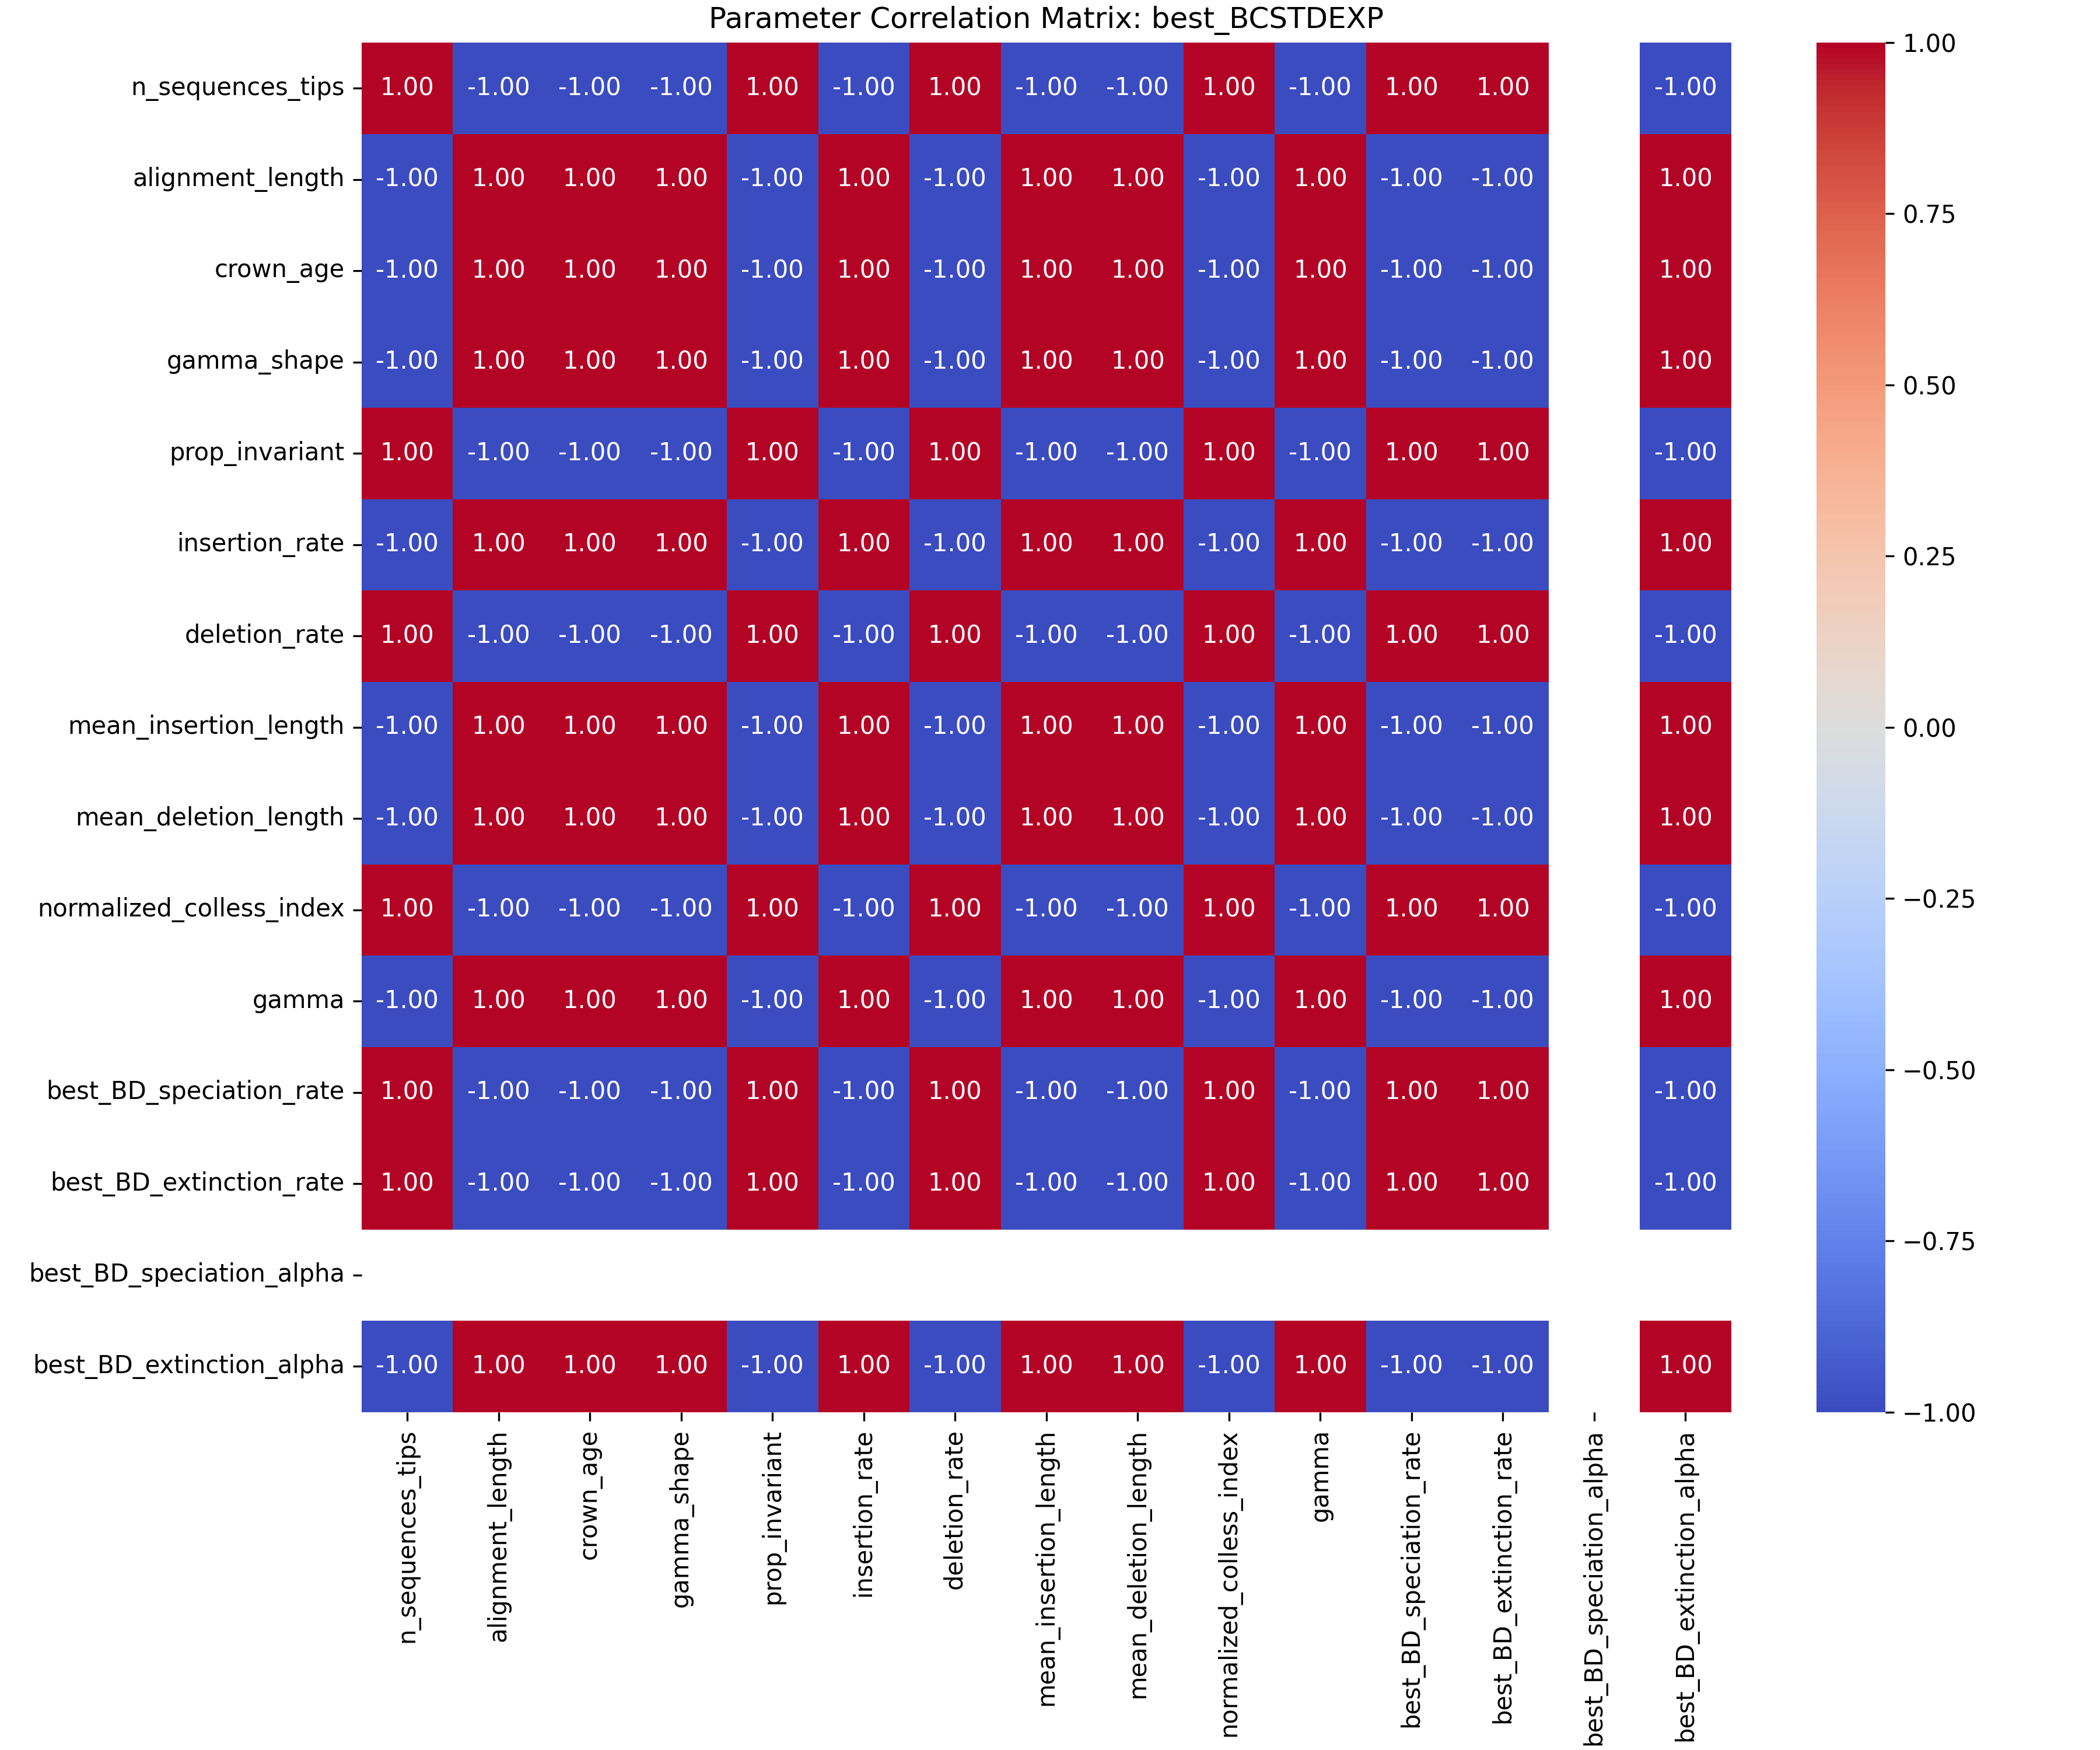 Parameter Correlation Matrix: best_BCSTDEXP
n_sequences_tips 1.00 -1.00 -1.00 -1.00 1.00 -1.00 1.00 -1.00 -1.00 1.00 -1.00 1.00 1.00 -1.00
alignment_length -1.00 1.00 1.00 1.00 -1.00 1.00 -1.00 1.00 1.00 -1.00 1.00 -1.00 -1.00 1.00
crown_age -1.00 1.00 1.00 1.00 -1.00 1.00 -1.00 1.00 1.00 -1.00 1.00 -1.00 -1.00 1.00
gamma_shape -1.00 1.00 1.00 1.00 -1.00 1.00 -1.00 1.00 1.00 -1.00 1.00 -1.00 -1.00 1.00
prop_invariant 1.00 -1.00 -1.00 -1.00 1.00 -1.00 1.00 -1.00 -1.00 1.00 -1.00 1.00 1.00 -1.00
insertion_rate -1.00 1.00 1.00 1.00 -1.00 1.00 -1.00 1.00 1.00 -1.00 1.00 -1.00 -1.00 1.00
deletion_rate 1.00 -1.00 -1.00 -1.00 1.00 -1.00 1.00 -1.00 -1.00 1.00 -1.00 1.00 1.00 -1.00
mean_insertion_length -1.00 1.00 1.00 1.00 -1.00 1.00 -1.00 1.00 1.00 -1.00 1.00 -1.00 -1.00 1.00
mean_deletion_length -1.00 1.00 1.00 1.00 -1.00 1.00 -1.00 1.00 1.00 -1.00 1.00 -1.00 -1.00 1.00
normalized_colless_index 1.00 -1.00 -1.00 -1.00 1.00 -1.00 1.00 -1.00 -1.00 1.00 -1.00 1.00 1.00 -1.00
gamma -1.00 1.00 1.00 1.00 -1.00 1.00 -1.00 1.00 1.00 -1.00 1.00 -1.00 -1.00 1.00
best_BD_speciation_rate 1.00 -1.00 -1.00 -1.00 1.00 -1.00 1.00 -1.00 -1.00 1.00 -1.00 1.00 1.00 -1.00
best_BD_extinction_rate 1.00 -1.00 -1.00 -1.00 1.00 -1.00 1.00 -1.00 -1.00 1.00 -1.00 1.00 1.00 -1.00
best_BD_speciation_alpha
best_BD_extinction_alpha -1.00 1.00 1.00 1.00 -1.00 1.00 -1.00 1.00 1.00 -1.00 1.00 -1.00 -1.00 1.00
n_sequences_tips
alignment_length
crown_age
gamma_shape
prop_invariant
insertion_rate
deletion_rate
mean_insertion_length
mean_deletion_length
normalized_colless_index
gamma
best_BD_speciation_rate
best_BD_extinction_rate
best_BD_speciation_alpha
best_BD_extinction_alpha
1.00
0.75
0.50
0.25
0.00
−0.25
−0.50
−0.75
−1.00